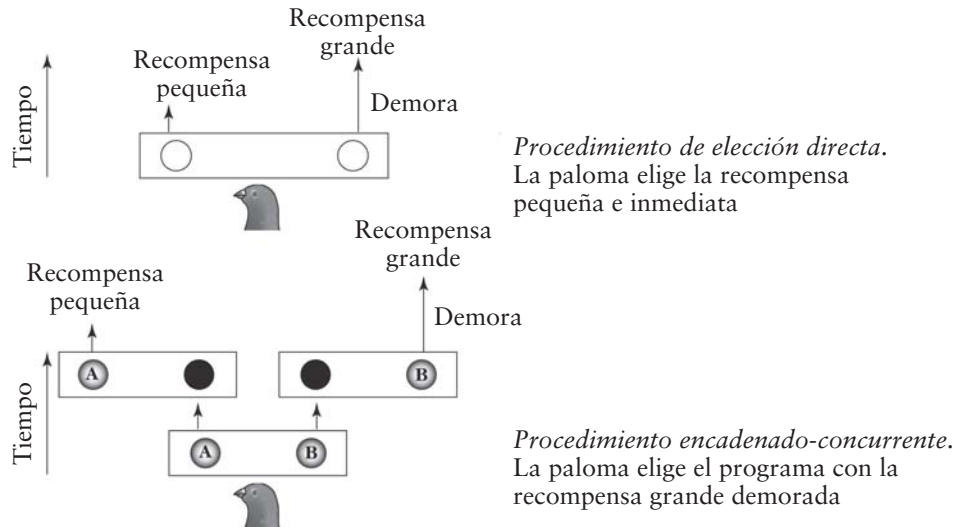 Recompensa
grande
Recompensa
pequeña
Demora
Tiempo
Procedimiento de elección directa.
La paloma elige la recompensa
pequeña e inmediata
Recompensa
grande
Recompensa
pequeña
Demora
A
B
Tiempo
A
B
Procedimiento encadenado-concurrente.
La paloma elige el programa con la
recompensa grande demorada